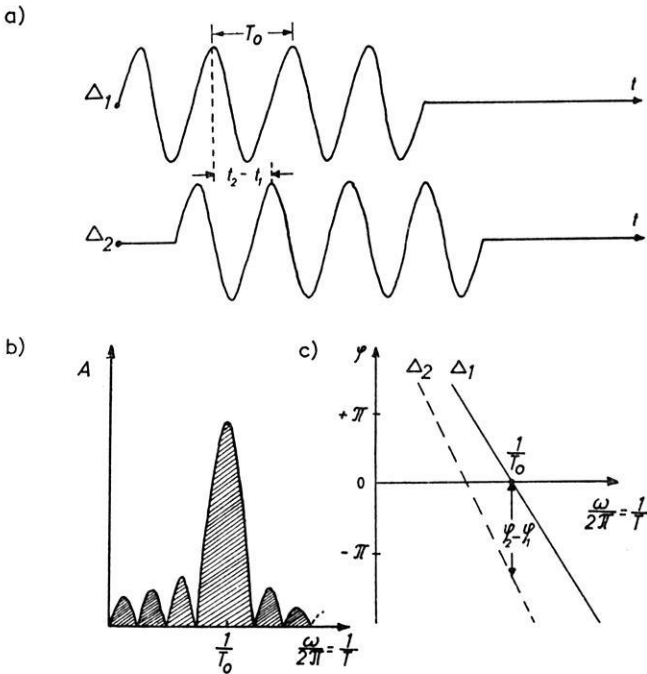 a)
T₀
Δ₁
t
t₂ - t₁
Δ₂
t
b)
A
1/T₀
ω/2π = 1/T
c)
φ
Δ₂ Δ₁
+π
1/T₀
0
ω/2π = 1/T
φ₂-φ₁
-π